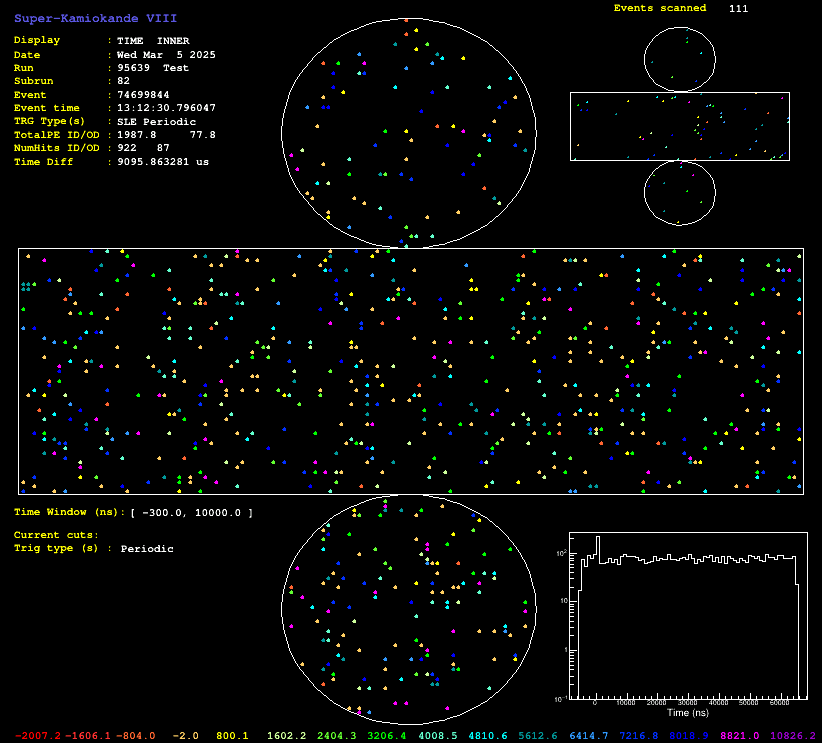 Super-Kamiokande VIII
Events scanned 111
Display : TIME INNER
Date : Wed Mar 5 2025
Run : 95639 Test
Subrun : 82
Event : 74699844
Event time : 13:12:30.796047
TRG Type(s) : SLE Periodic
TotalPE ID/OD : 1987.8 77.8
NumHits ID/OD : 922 87
Time Diff : 9095.863281 us
Time Window (ns): [ -300.0, 10000.0 ]
Current cuts:
Trig type (s) : Periodic
10²
10
1
10⁻¹
0 10000 20000 30000 40000 50000 60000
Time (ns)
-2007.2 -1606.1 -804.0 -2.0 800.1 1602.2 2404.3 3206.4 4008.5 4810.6 5612.6 6414.7 7216.8 8018.9 8821.0 10826.2